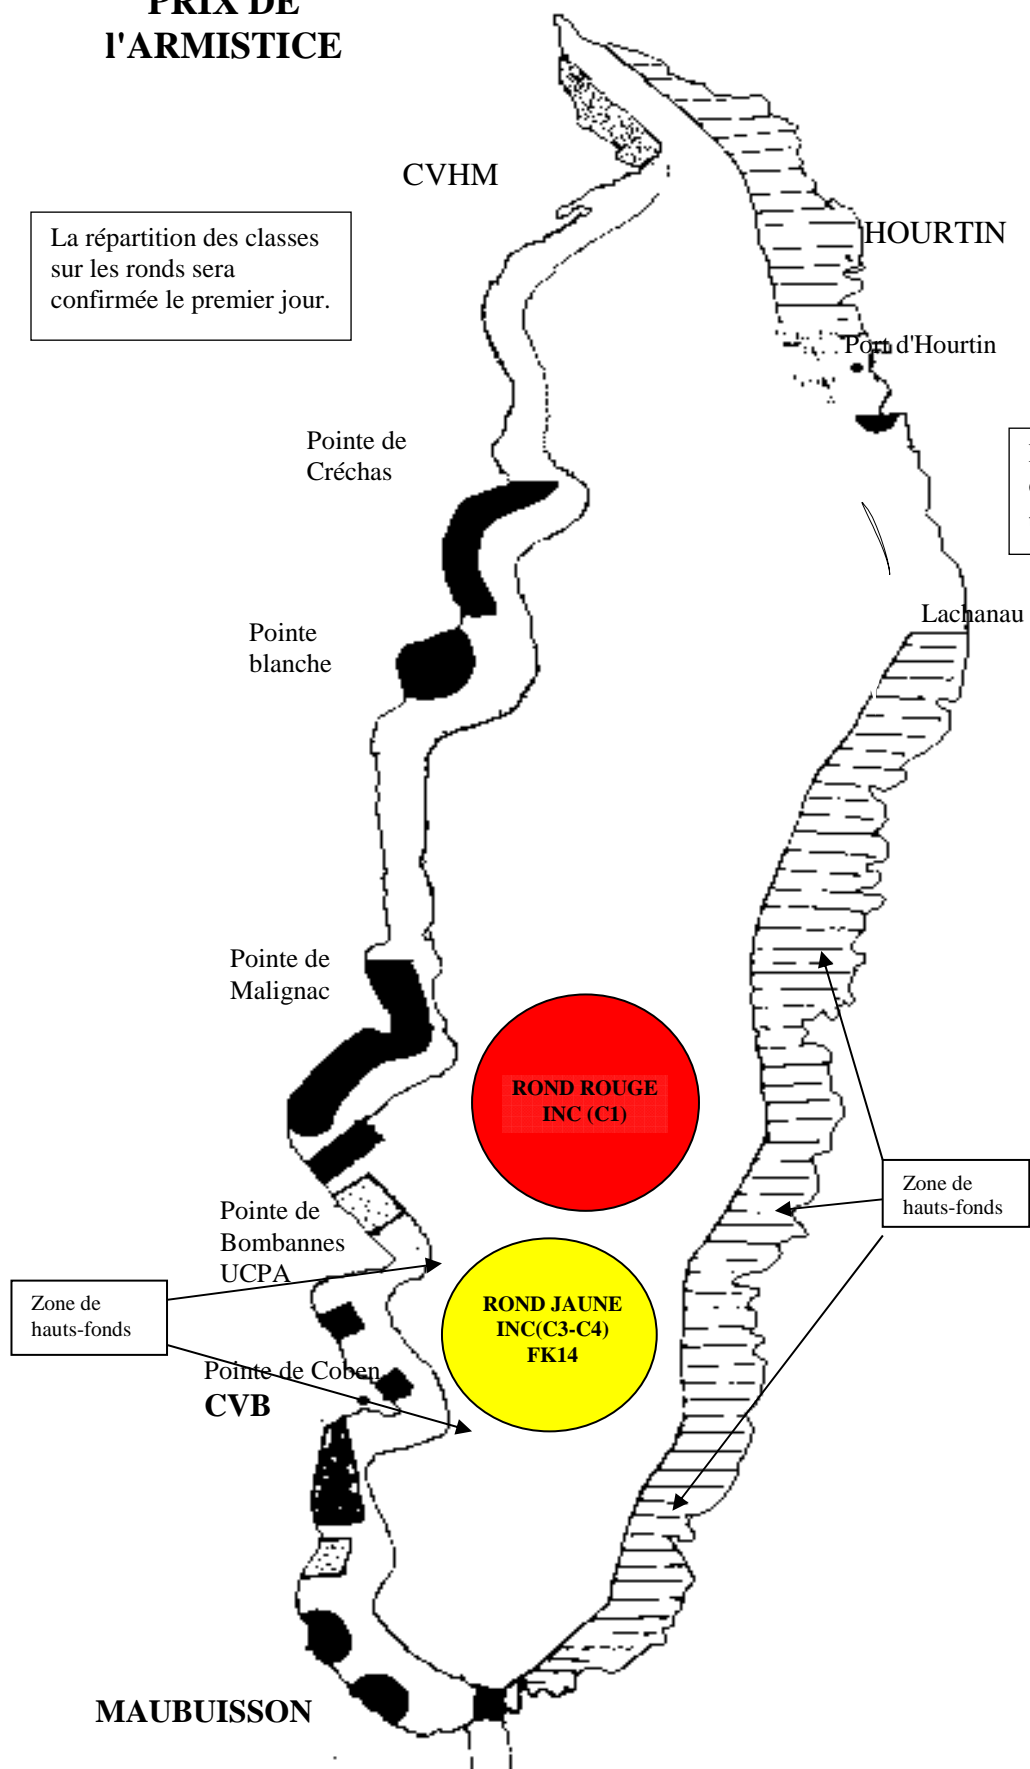 PRIX DE
l'ARMISTICE
CVHM
La répartition des classes
sur les ronds sera
confirmée le premier jour.
HOURTIN
Port d'Hourtin
Pointe de
Créchas
Lachanau
Pointe
blanche
Pointe de
Malignac
ROND ROUGE
INC (C1)
Zone de
hauts-fonds
Pointe de
Bombannes
UCPA
Zone de
hauts-fonds
ROND JAUNE
INC(C3-C4)
FK14
Pointe de Coben
CVB
MAUBUISSON